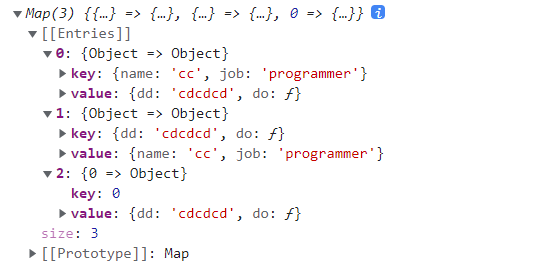 ▼Map(3) {{…} => {…}, {…} => {…}, 0 => {…}} i
▼[[Entries]]
▼0: {Object => Object}
▶key: {name: 'cc', job: 'programmer'}
▶value: {dd: 'cdcdcd', do: ƒ}
▼1: {Object => Object}
▶key: {dd: 'cdcdcd', do: ƒ}
▶value: {name: 'cc', job: 'programmer'}
▼2: {0 => Object}
key: 0
▶value: {dd: 'cdcdcd', do: ƒ}
size: 3
▶[[Prototype]]: Map